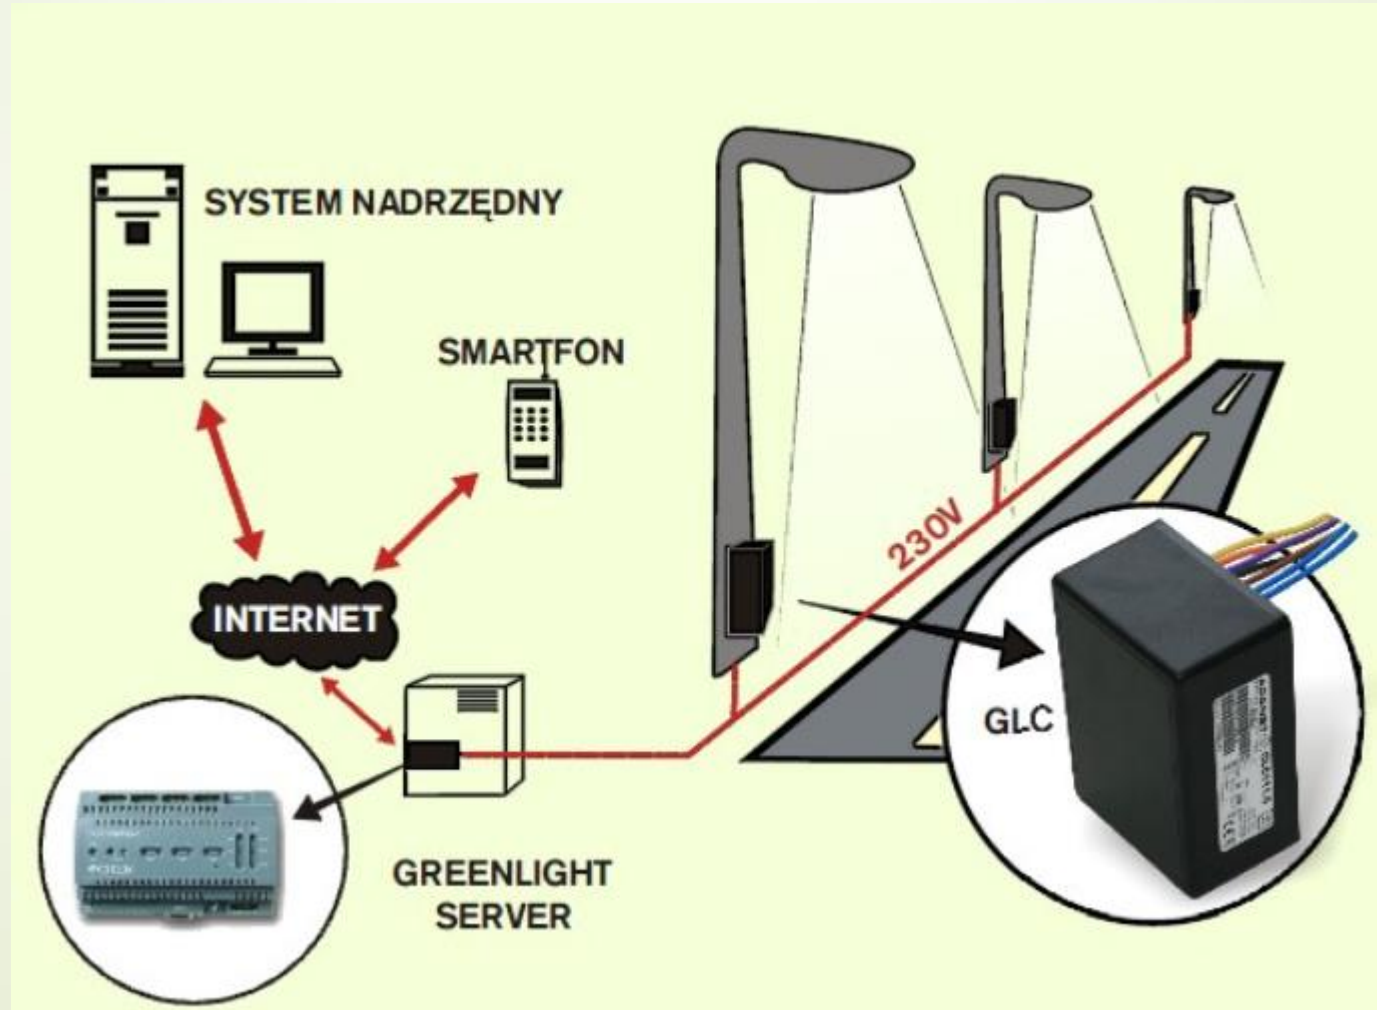 SYSTEM NADRZĘDNY
SMARTFON
230V
INTERNET
GLC
GREENLIGHT
SERVER